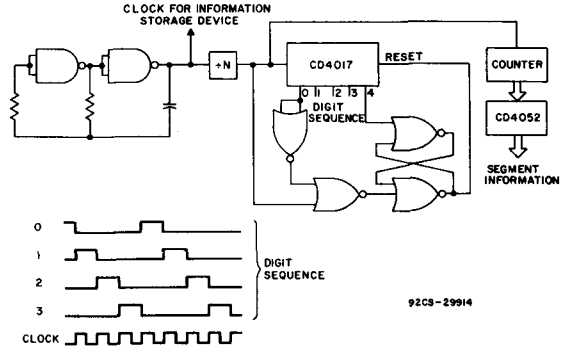 CLOCK FOR INFORMATION
STORAGE DEVICE
÷N
CD4017
RESET
0 1 2 3 4
DIGIT
SEQUENCE
COUNTER
CD4052
SEGMENT
INFORMATION
0
1
2
3
CLOCK
DIGIT
SEQUENCE
92CS-29914